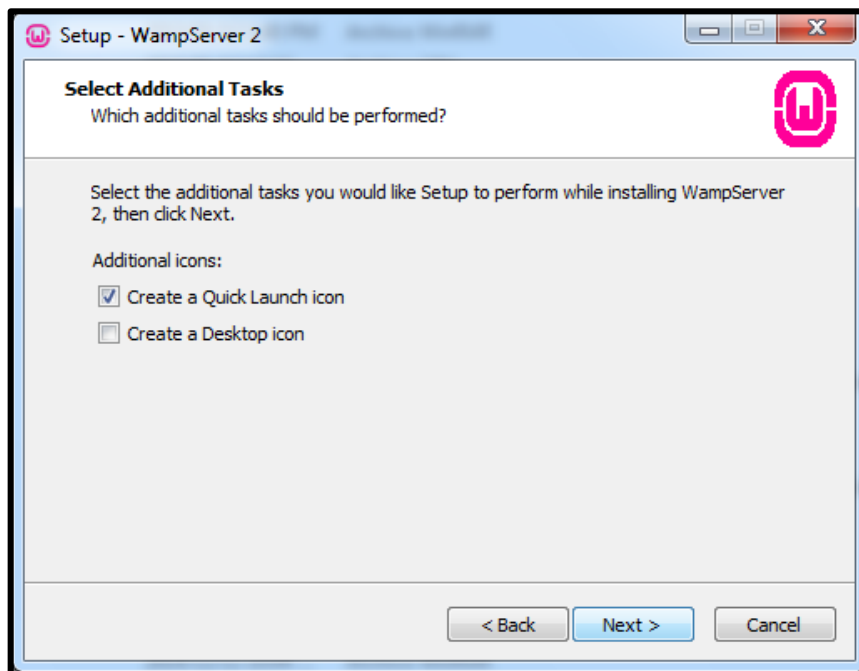 Setup - WampServer 2
Select Additional Tasks
Which additional tasks should be performed?
Select the additional tasks you would like Setup to perform while installing WampServer
2, then click Next.
Additional icons:
Create a Quick Launch icon
Create a Desktop icon
< Back Next > Cancel